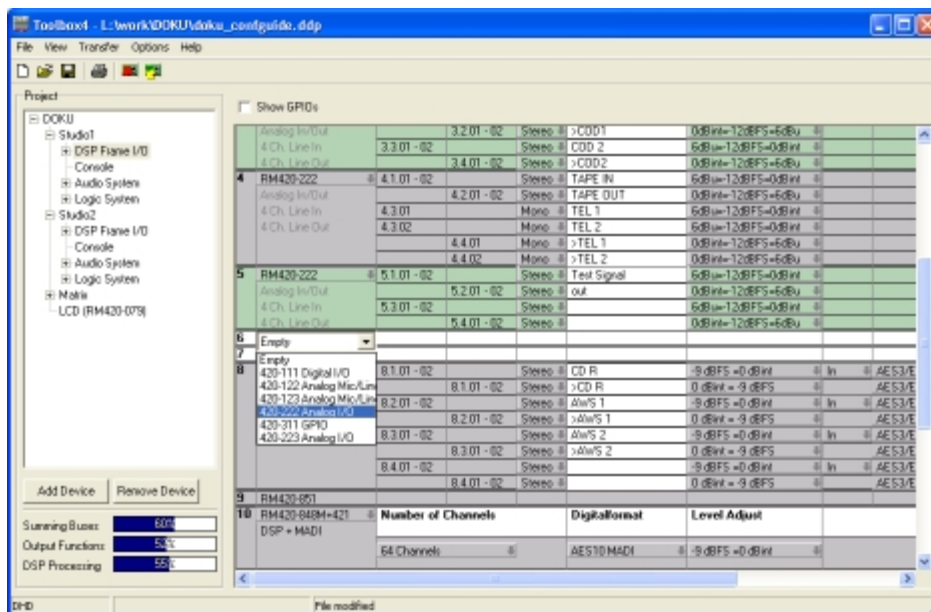 Toolbox4 - L:\work\DOKU\doku_confguide.ddp
File View Transfer Options Help
Project
DOKU
Studio1
DSP Frame I/O
Console
Audio System
Logic System
Studio2
DSP Frame I/O
Console
Audio System
Logic System
Matrix
LCD (RM420-079)
Add Device Remove Device
Summing Buses 60%
Output Functions 52%
DSP Processing 55%
Show GPIOs
Analog In/Out 3.2.01 - 02 Stereo >COD1 0dBint=-12dBFS=6dBu
4 Ch. Line In 3.3.01 - 02 Stereo COD 2 6dBu=-12dBFS=0dBint
4 Ch. Line Out 3.4.01 - 02 Stereo >COD2 0dBint=-12dBFS=6dBu
4 RM420-222 4.1.01 - 02 Stereo TAPE IN 6dBu=-12dBFS=0dBint
Analog In/Out 4.2.01 - 02 Stereo TAPE OUT 0dBint=-12dBFS=6dBu
4 Ch. Line In 4.3.01 Mono TEL 1 6dBu=-12dBFS=0dBint
4 Ch. Line Out 4.3.02 Mono TEL 2 6dBu=-12dBFS=0dBint
4.4.01 Mono >TEL 1 0dBint=-12dBFS=6dBu
4.4.02 Mono >TEL 2 0dBint=-12dBFS=6dBu
5 RM420-222 5.1.01 - 02 Stereo Test Signal 6dBu=-12dBFS=0dBint
Analog In/Out 5.2.01 - 02 Stereo out 0dBint=-12dBFS=6dBu
4 Ch. Line In 5.3.01 - 02 Stereo 6dBu=-12dBFS=0dBint
4 Ch. Line Out 5.4.01 - 02 Stereo 0dBint=-12dBFS=6dBu
6 Empty
7
Empty
420-111 Digital I/O
420-122 Analog Mic/Line
420-123 Analog Mic/Line
420-222 Analog I/O
420-311 GPIO
420-223 Analog I/O
8 8.1.01 - 02 Stereo CD R -9 dBFS =0 dBint In AES3/E
8.1.01 - 02 Stereo >CD R 0 dBint = -9 dBFS AES3/E
8.2.01 - 02 Stereo AWS 1 -9 dBFS =0 dBint In AES3/E
8.2.01 - 02 Stereo >AWS 1 0 dBint = -9 dBFS AES3/E
8.3.01 - 02 Stereo AWS 2 -9 dBFS =0 dBint In AES3/E
8.3.01 - 02 Stereo >AWS 2 0 dBint = -9 dBFS AES3/E
8.4.01 - 02 Stereo -9 dBFS =0 dBint In AES3/E
8.4.01 - 02 Stereo 0 dBint = -9 dBFS AES3/E
9 RM420-851
10 RM420-848M+421 Number of Channels Digitalformat Level Adjust
DSP + MADI
64 Channels AES10 MADI -9 dBFS =0 dBint
DHD File modified